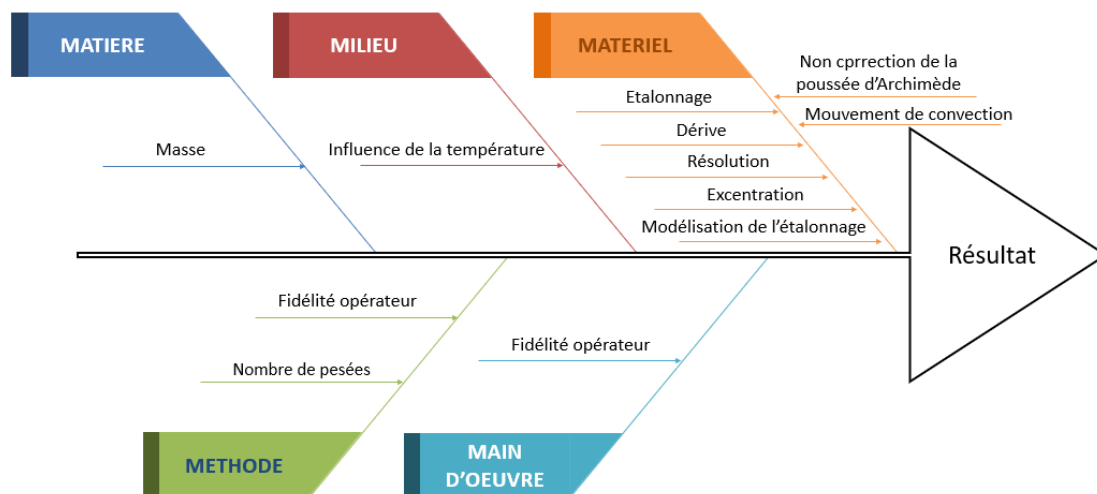 MATIERE
MILIEU
MATERIEL
Non cprrection de la
poussée d'Archimède
Etalonnage
Mouvement de convection
Dérive
Masse
Influence de la température
Résolution
Excentration
Modélisation de l'étalonnage
Résultat
Fidélité opérateur
Fidélité opérateur
Nombre de pesées
METHODE
MAIN
D'OEUVRE